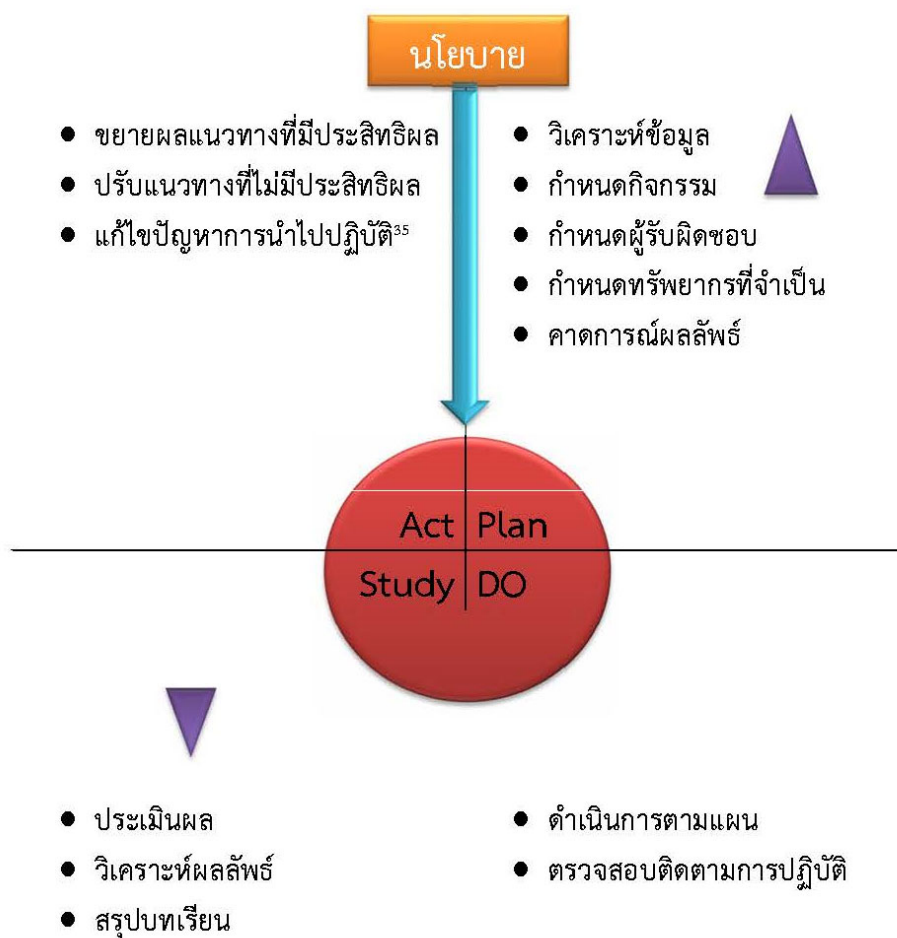 นโยบาย
• ขยายผลแนวทางที่มีประสิทธิผล
• ปรับแนวทางที่ไม่มีประสิทธิผล
• แก้ไขปัญหาการนำไปปฏิบัติ³⁵
• วิเคราะห์ข้อมูล
• กำหนดกิจกรรม
• กำหนดผู้รับผิดชอบ
• กำหนดทรัพยากรที่จำเป็น
• คาดการณ์ผลลัพธ์
Act Plan
Study DO
• ประเมินผล
• วิเคราะห์ผลลัพธ์
• สรุปบทเรียน
• ดำเนินการตามแผน
• ตรวจสอบติดตามการปฏิบัติ